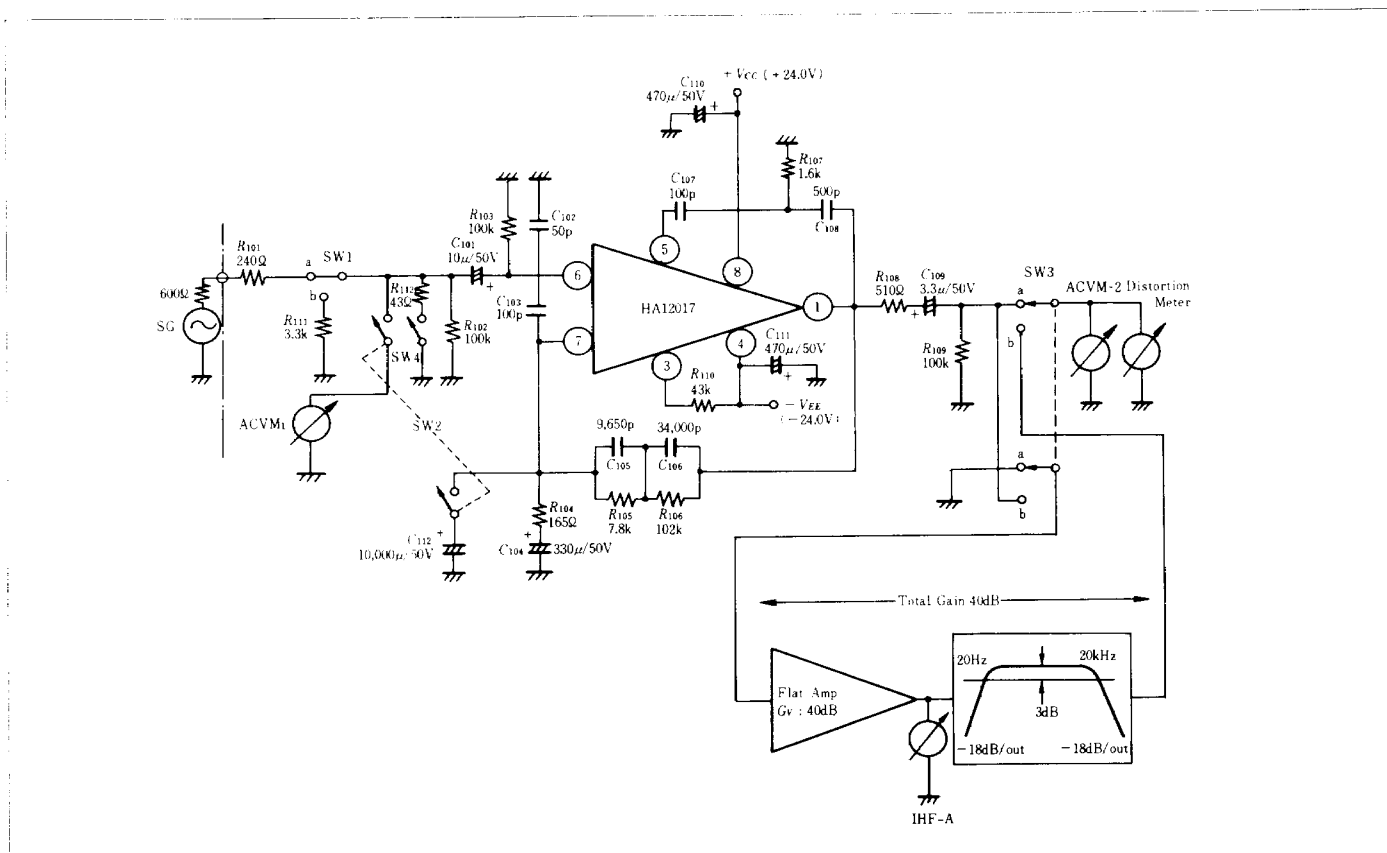 C110
470μ/50V
+
+ VCC ( + 24.0V)
R107
1.6k
C107
100p
500p
C108
R103
100k
C102
50p
C101
10μ/50V
+
R101
240Ω
a
SW1
b
600Ω
SG
R111
3.3k
R112
43Ω
SW4
R102
100k
C103
100p
ACVM1
SW2
6
7
5
8
HA12017
1
4
3
C111
470μ/50V
+
R110
43k
− VEE
(−24.0V)
R108
510Ω
C109
3.3μ/50V
+
R109
100k
SW3
a
b
ACVM-2 Distortion
Meter
a
b
9,650p
C105
34,000p
C106
R105
7.8k
R106
102k
R104
165Ω
+
C104
330μ/50V
+
C112
10,000μ/50V
Total Gain 40dB
Flat Amp
Gv : 40dB
20Hz
20kHz
3dB
−18dB/out
−18dB/out
IHF-A